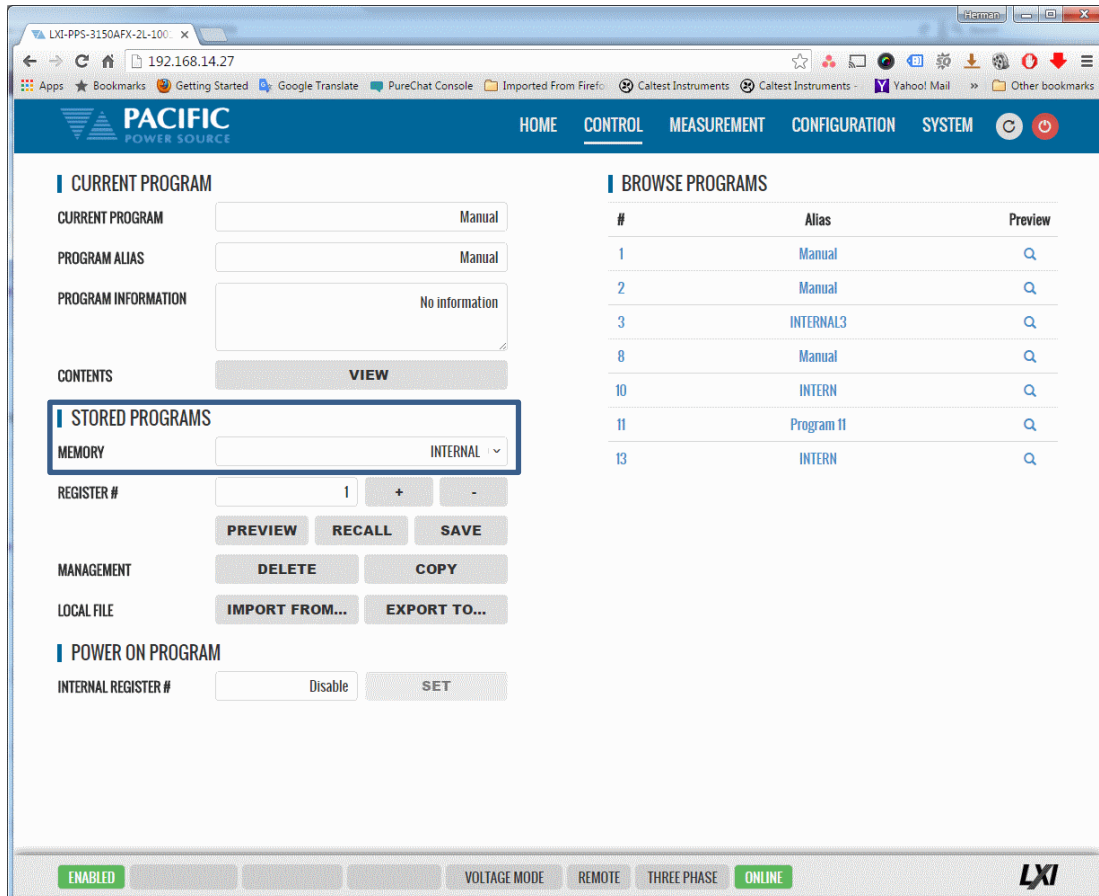 Herman
LXI-PPS-3150AFX-2L-100
192.168.14.27
Apps Bookmarks Getting Started Google Translate PureChat Console Imported From Firefo Caltest Instruments Caltest Instruments - Yahoo! Mail » Other bookmarks
PACIFIC
POWER SOURCE
HOME CONTROL MEASUREMENT CONFIGURATION SYSTEM
CURRENT PROGRAM
CURRENT PROGRAM Manual
PROGRAM ALIAS Manual
PROGRAM INFORMATION No information
CONTENTS VIEW
STORED PROGRAMS
MEMORY INTERNAL
REGISTER # 1 + -
PREVIEW RECALL SAVE
MANAGEMENT DELETE COPY
LOCAL FILE IMPORT FROM... EXPORT TO...
POWER ON PROGRAM
INTERNAL REGISTER # Disable SET
BROWSE PROGRAMS
# Alias Preview
1 Manual
2 Manual
3 INTERNAL3
8 Manual
10 INTERN
11 Program 11
13 INTERN
ENABLED VOLTAGE MODE REMOTE THREE PHASE ONLINE LXI